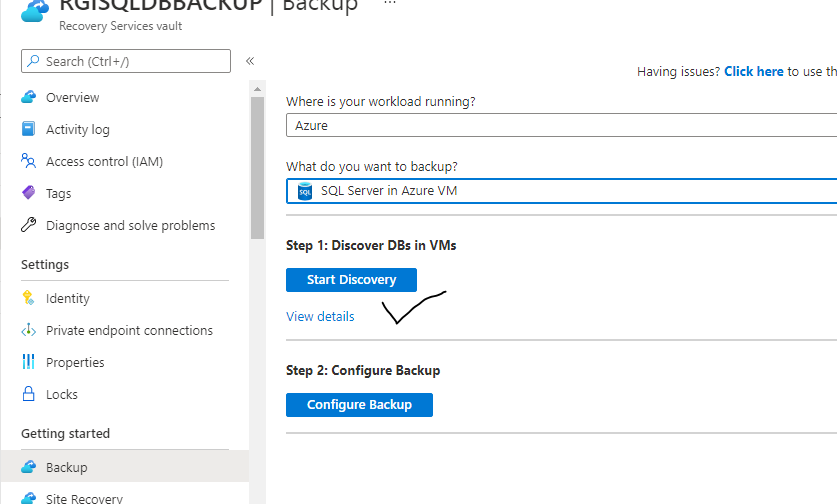 RGISQLDBBACKUP | Backup ...
Recovery Services vault
Search (Ctrl+/)
«
Overview
Activity log
Access control (IAM)
Tags
Diagnose and solve problems
Settings
Identity
Private endpoint connections
Properties
Locks
Getting started
Backup
Site Recovery
Having issues? Click here to use th
Where is your workload running?
Azure
What do you want to backup?
SQL SQL Server in Azure VM
Step 1: Discover DBs in VMs
Start Discovery
View details
Step 2: Configure Backup
Configure Backup